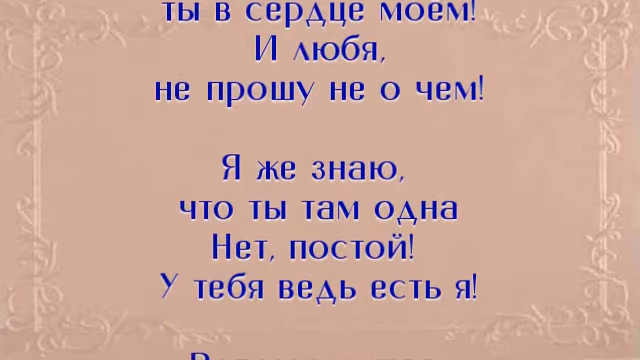 ты в сердце моем!
И любя,
не прошу не о чем!
Я же знаю,
что ты там одна
Нет, постой!
У тебя ведь есть я!